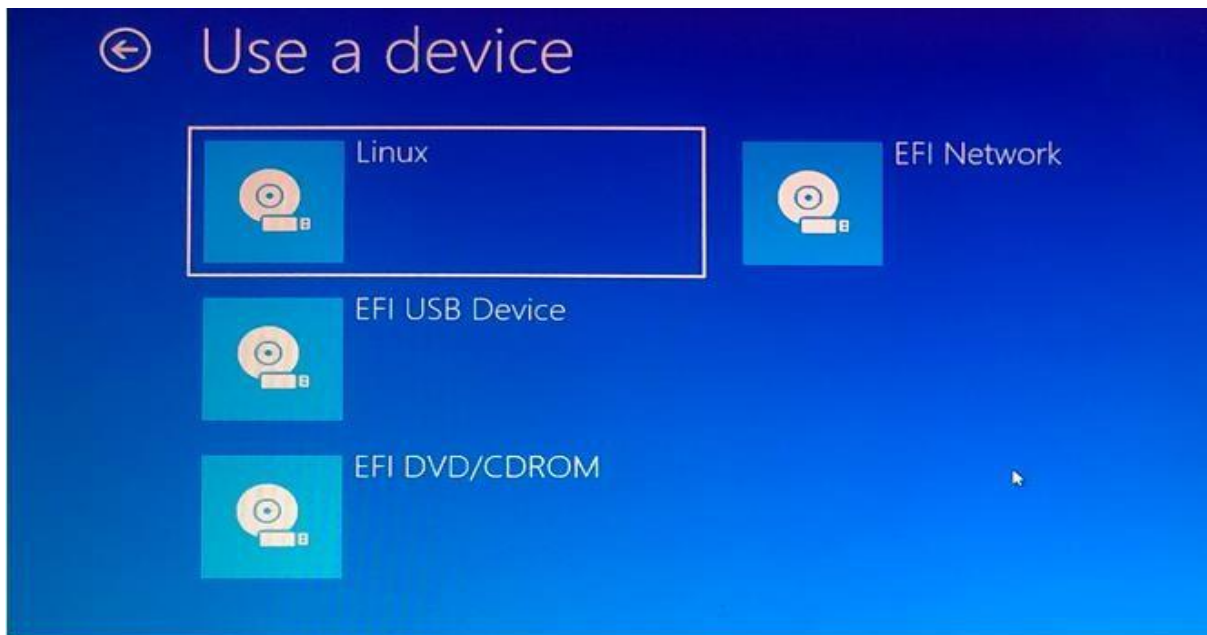 Use a device
Linux
EFI Network
EFI USB Device
EFI DVD/CDROM